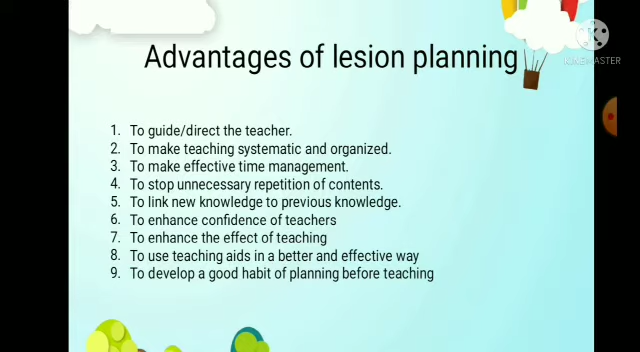 Advantages of lesion planning
KINEMASTER
1. To guide/direct the teacher.
2. To make teaching systematic and organized.
3. To make effective time management.
4. To stop unnecessary repetition of contents.
5. To link new knowledge to previous knowledge.
6. To enhance confidence of teachers
7. To enhance the effect of teaching
8. To use teaching aids in a better and effective way
9. To develop a good habit of planning before teaching